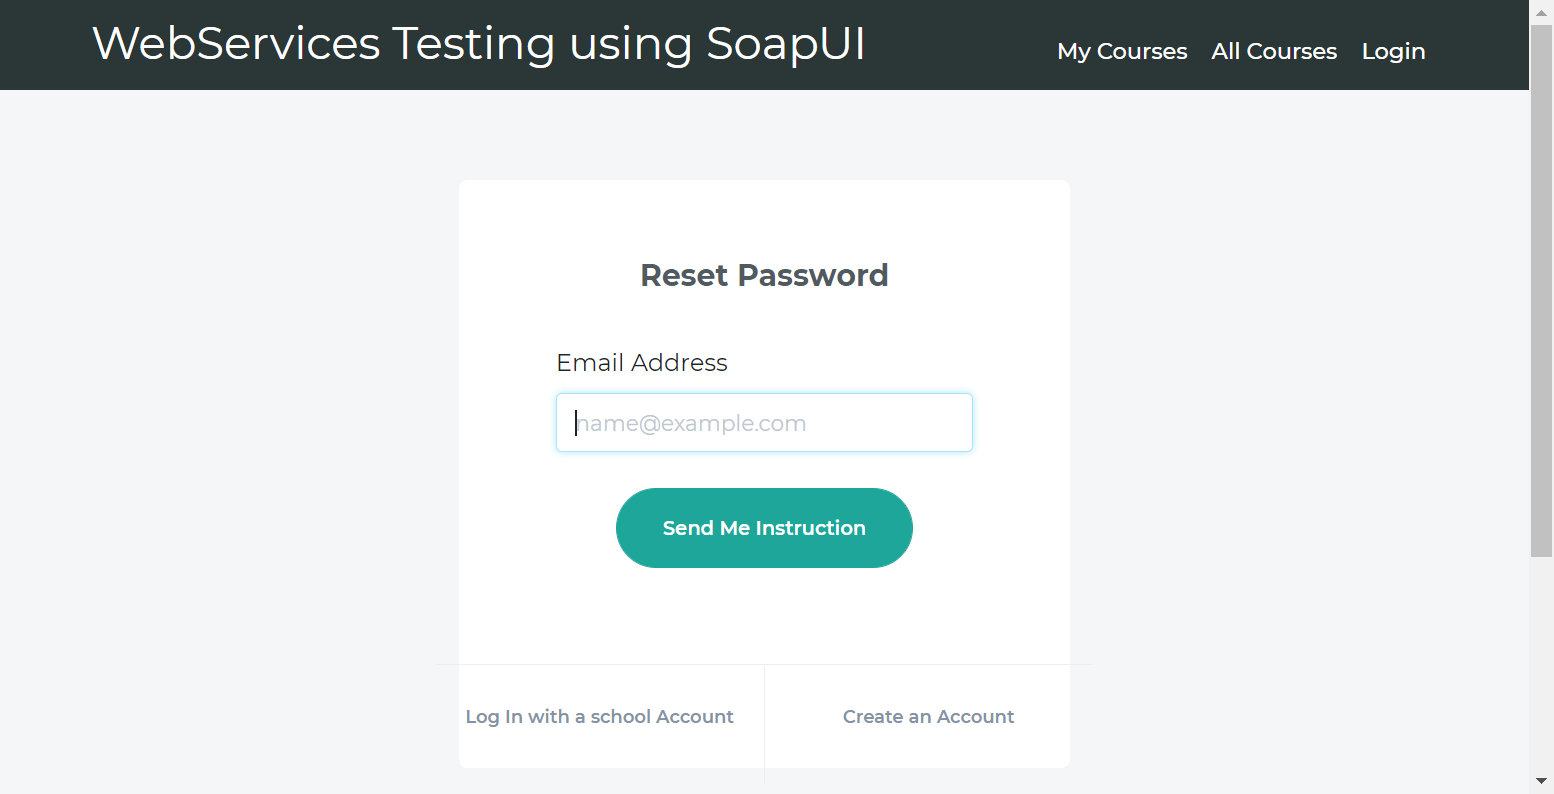 WebServices Testing using SoapUI
My Courses All Courses Login
Reset Password
Email Address
name@example.com
Send Me Instruction
Log In with a school Account
Create an Account